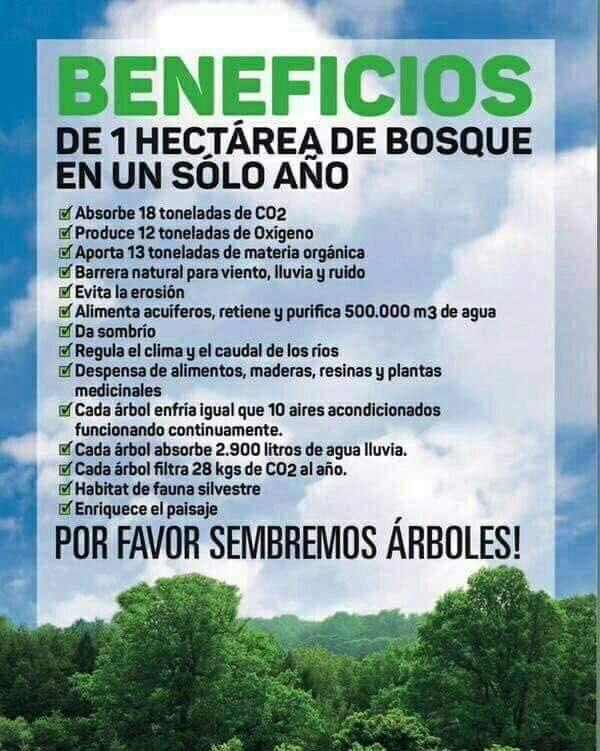 BENEFICIOS
DE 1 HECTÁREA DE BOSQUE
EN UN SÓLO AÑO
Absorbe 18 toneladas de CO2
Produce 12 toneladas de Oxígeno
Aporta 13 toneladas de materia orgánica
Barrera natural para viento, lluvia y ruido
Evita la erosión
Alimenta acuíferos, retiene y purifica 500.000 m3 de agua
Da sombrío
Regula el clima y el caudal de los ríos
Despensa de alimentos, maderas, resinas y plantas
medicinales
Cada árbol enfría igual que 10 aires acondicionados
funcionando continuamente.
Cada árbol absorbe 2.900 litros de agua lluvia.
Cada árbol filtra 28 kgs de CO2 al año.
Habitat de fauna silvestre
Enriquece el paisaje
POR FAVOR SEMBREMOS ÁRBOLES!